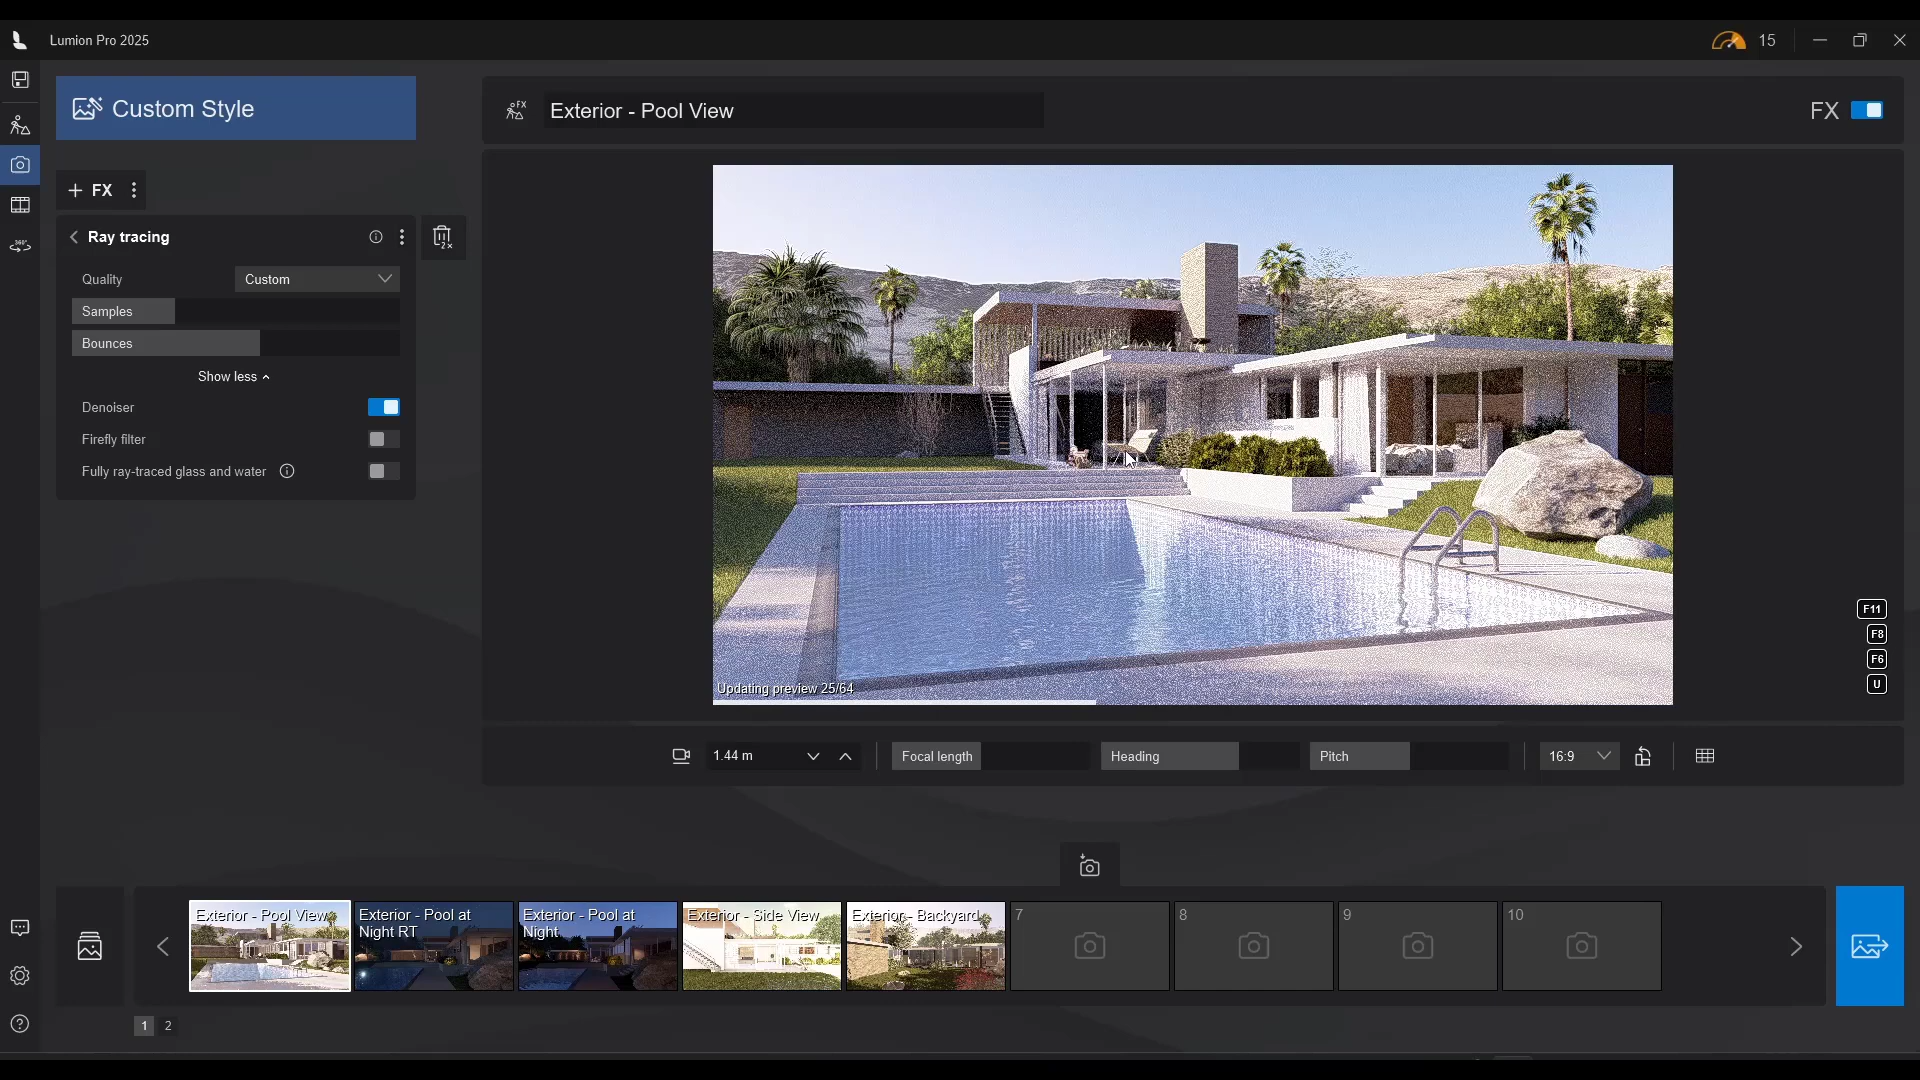 Lumion Pro 2025
15
Custom Style
FX
Exterior - Pool View
FX
+ FX
Ray tracing
Quality
Custom
Samples
Bounces
Show less
Denoiser
Firefly filter
Fully ray-traced glass and water
Updating preview 25/64
F11
F8
F6
U
1.44 m
Focal length
Heading
Pitch
16:9
Exterior - Pool View
Exterior - Pool at
Night RT
Exterior - Pool at
Night
Exterior - Side View
Exterior - Backyard
7
8
9
10
1
2